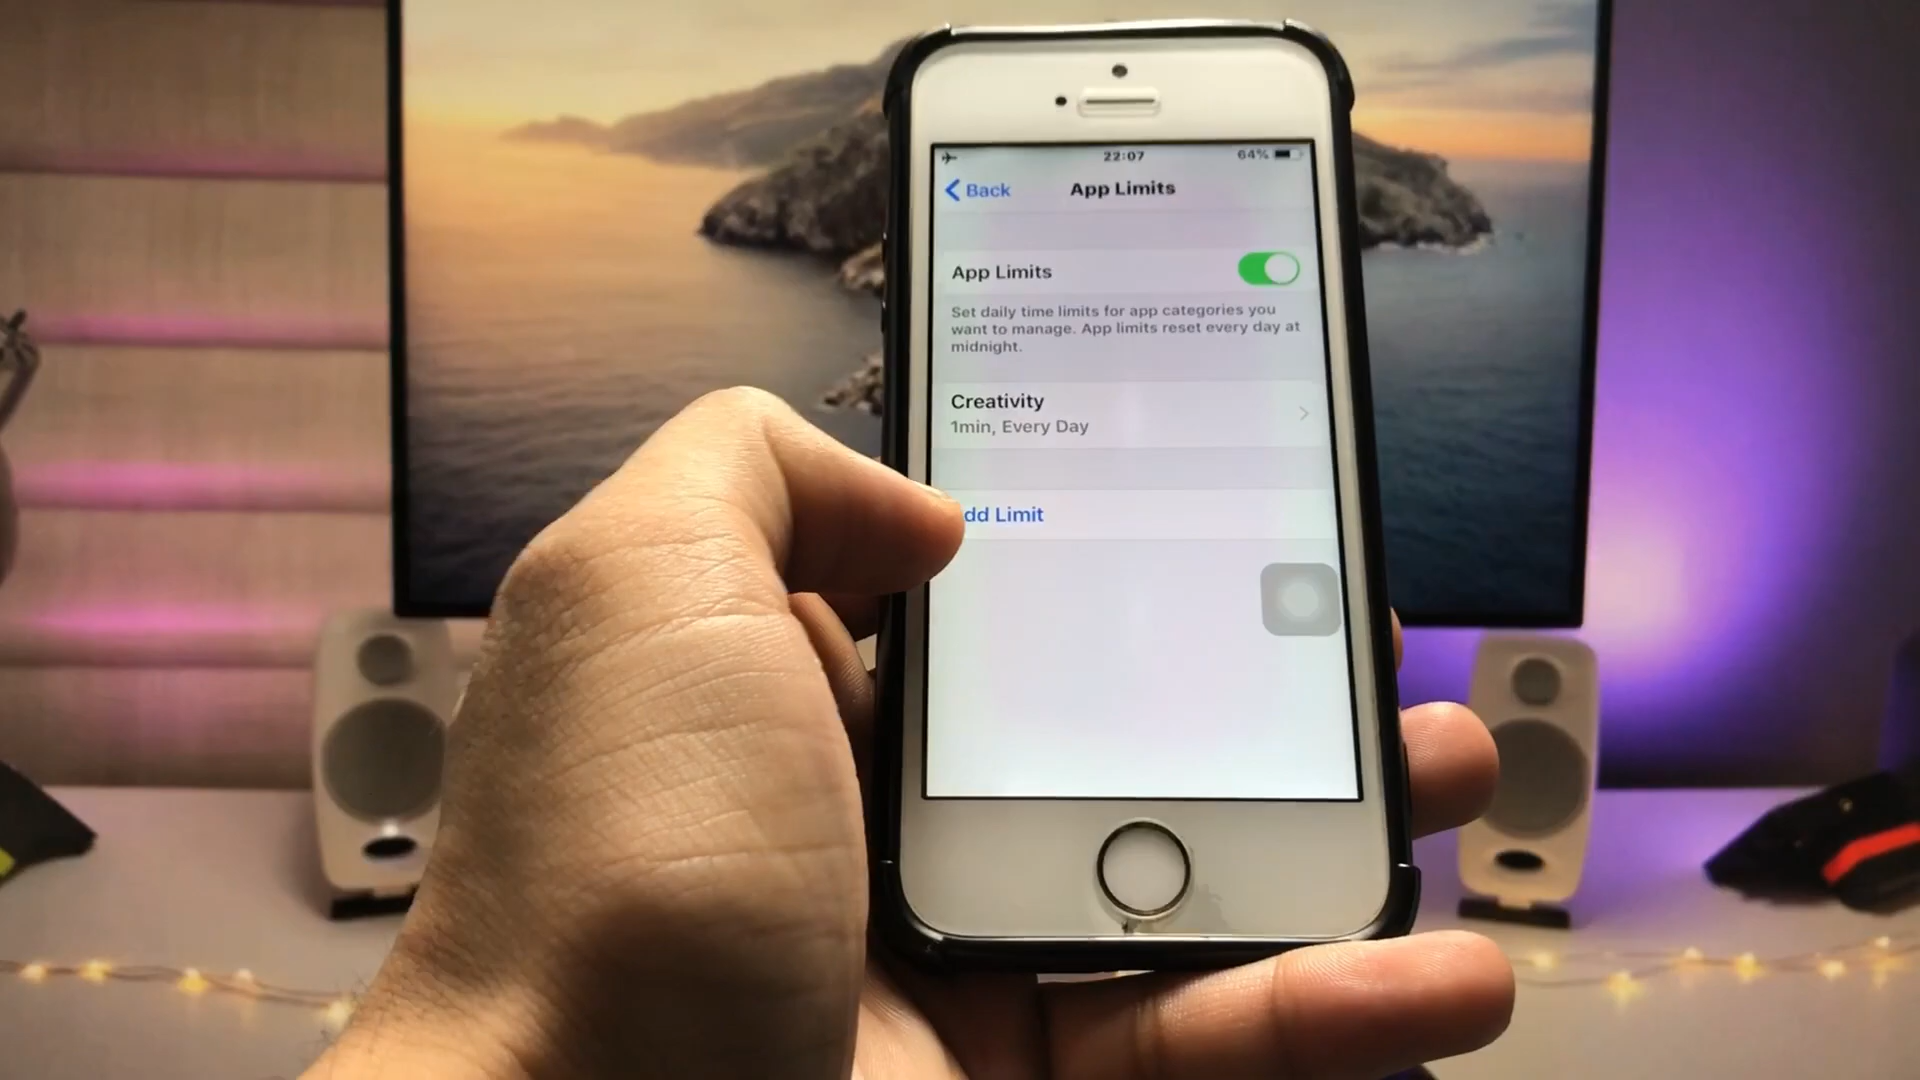 22:07
64%
Back
App Limits
App Limits
Set daily time limits for app categories you
want to manage. App limits reset every day at
midnight.
Creativity
1min, Every Day
dd Limit